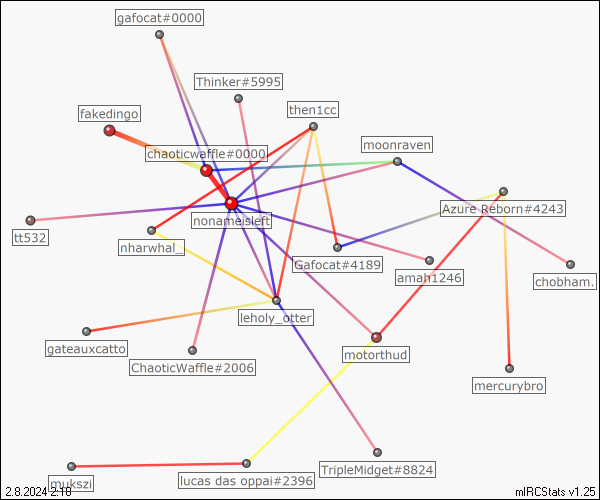 gafocat#0000
Thinker#5995
fakedingo
then1cc
moonraven
chaoticwaffle#0000
Azure Reborn#4243
nonameisleft
tt532
nharwhal_
Gafocat#4189
amah1246
chobham.
leholy_otter
gateauxcatto
ChaoticWaffle#2006
motorthud
mercurybro
mukszi
lucas das oppai#2396
TripleMidget#8824
2.8.2024 2:18
mIRCStats v1.25